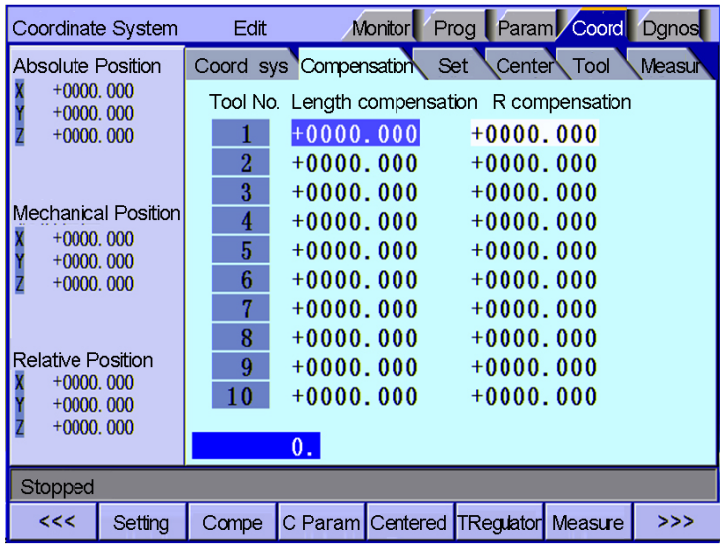 Coordinate System Edit Monitor Prog Param Coord Dgnos
Coord sys Compensation Set Center Tool Measur
Absolute Position
X +0000.000
Y +0000.000
Z +0000.000
Mechanical Position
X +0000.000
Y +0000.000
Z +0000.000
Relative Position
X +0000.000
Y +0000.000
Z +0000.000
Tool No. Length compensation R compensation
1 +0000.000 +0000.000
2 +0000.000 +0000.000
3 +0000.000 +0000.000
4 +0000.000 +0000.000
5 +0000.000 +0000.000
6 +0000.000 +0000.000
7 +0000.000 +0000.000
8 +0000.000 +0000.000
9 +0000.000 +0000.000
10 +0000.000 +0000.000
0.
Stopped
<<< Setting Compe C Param Centered TRegulator Measure >>>